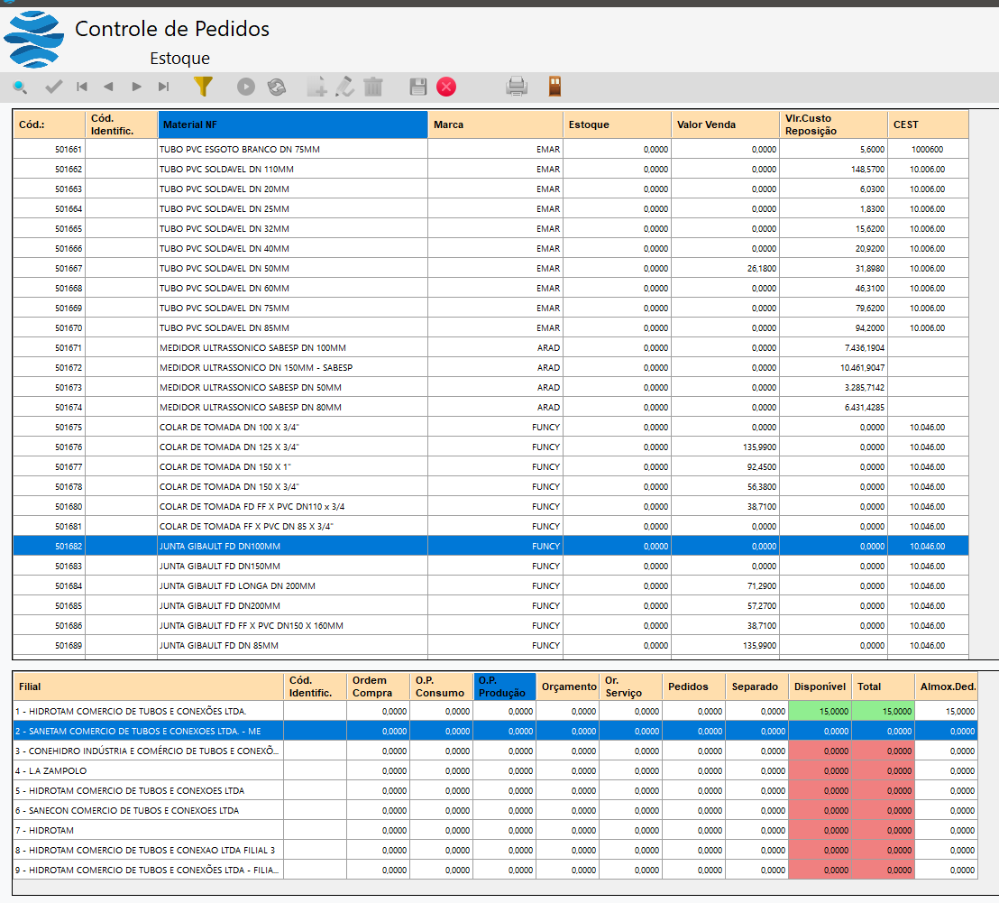 Controle de Pedidos
Estoque
Cód.: Cód. Identific. Material NF Marca Estoque Valor Venda Vlr.Custo Reposição CEST
501661 TUBO PVC ESGOTO BRANCO DN 75MM EMAR 0,0000 0,0000 5,6000 1000600
501662 TUBO PVC SOLDAVEL DN 110MM EMAR 0,0000 0,0000 148,5700 10.006.00
501663 TUBO PVC SOLDAVEL DN 20MM EMAR 0,0000 0,0000 6,0300 10.006.00
501664 TUBO PVC SOLDAVEL DN 25MM EMAR 0,0000 0,0000 1,8300 10.006.00
501665 TUBO PVC SOLDAVEL DN 32MM EMAR 0,0000 0,0000 15,6200 10.006.00
501666 TUBO PVC SOLDAVEL DN 40MM EMAR 0,0000 0,0000 20,9200 10.006.00
501667 TUBO PVC SOLDAVEL DN 50MM EMAR 0,0000 26,1800 31,8980 10.006.00
501668 TUBO PVC SOLDAVEL DN 60MM EMAR 0,0000 0,0000 46,3100 10.006.00
501669 TUBO PVC SOLDAVEL DN 75MM EMAR 0,0000 0,0000 79,6200 10.006.00
501670 TUBO PVC SOLDAVEL DN 85MM EMAR 0,0000 0,0000 94,2000 10.006.00
501671 MEDIDOR ULTRASSONICO SABESP DN 100MM ARAD 0,0000 0,0000 7.436,1904
501672 MEDIDOR ULTRASSONICO DN 150MM - SABESP ARAD 0,0000 0,0000 10.461,9047
501673 MEDIDOR ULTRASSONICO SABESP DN 50MM ARAD 0,0000 0,0000 3.285,7142
501674 MEDIDOR ULTRASSONICO SABESP DN 80MM ARAD 0,0000 0,0000 6.431,4285
501675 COLAR DE TOMADA DN 100 X 3/4" FUNCY 0,0000 0,0000 0,0000 10.046.00
501676 COLAR DE TOMADA DN 125 X 3/4" FUNCY 0,0000 135,9900 0,0000 10.046.00
501677 COLAR DE TOMADA DN 150 X 1" FUNCY 0,0000 92,4500 0,0000 10.046.00
501678 COLAR DE TOMADA DN 150 X 3/4" FUNCY 0,0000 56,3800 0,0000 10.046.00
501680 COLAR DE TOMADA FD FF X PVC DN110 x 3/4 FUNCY 0,0000 38,7100 0,0000 10.046.00
501681 COLAR DE TOMADA FF X PVC DN 85 X 3/4" FUNCY 0,0000 0,0000 0,0000 10.046.00
501682 JUNTA GIBAULT FD DN100MM FUNCY 0,0000 0,0000 0,0000 10.046.00
501683 JUNTA GIBAULT FD DN150MM FUNCY 0,0000 0,0000 0,0000 10.046.00
501684 JUNTA GIBAULT FD LONGA DN 200MM FUNCY 0,0000 71,2900 0,0000 10.046.00
501685 JUNTA GIBAULT FD DN200MM FUNCY 0,0000 57,2700 0,0000 10.046.00
501686 JUNTA GIBAULT FD FF X PVC DN150 X 160MM FUNCY 0,0000 38,7100 0,0000 10.046.00
501689 JUNTA GIBAULT FD DN 85MM FUNCY 0,0000 135,9900 0,0000 10.046.00
Filial Cód. Identific. Ordem Compra O.P. Consumo O.P. Produção Orçamento Or. Serviço Pedidos Separado Disponível Total Almox.Ded.
1 - HIDROTAM COMERCIO DE TUBOS E CONEXÕES LTDA. 0,0000 0,0000 0,0000 0,0000 0,0000 0,0000 0,0000 15,0000 15,0000 15,0000
2 - SANETAM COMERCIO DE TUBOS E CONEXOES LTDA. - ME 0,0000 0,0000 0,0000 0,0000 0,0000 0,0000 0,0000 0,0000 0,0000 0,0000
3 - CONEHIDRO INDÚSTRIA E COMÉRCIO DE TUBOS E CONEXÕ... 0,0000 0,0000 0,0000 0,0000 0,0000 0,0000 0,0000 0,0000 0,0000 0,0000
4 - L.A ZAMPOLO 0,0000 0,0000 0,0000 0,0000 0,0000 0,0000 0,0000 0,0000 0,0000 0,0000
5 - HIDROTAM COMERCIO DE TUBOS E CONEXOES LTDA 0,0000 0,0000 0,0000 0,0000 0,0000 0,0000 0,0000 0,0000 0,0000 0,0000
6 - SANECON COMERCIO DE TUBOS E CONEXOES LTDA 0,0000 0,0000 0,0000 0,0000 0,0000 0,0000 0,0000 0,0000 0,0000 0,0000
7 - HIDROTAM 0,0000 0,0000 0,0000 0,0000 0,0000 0,0000 0,0000 0,0000 0,0000 0,0000
8 - HIDROTAM COMERCIO DE TUBOS E CONEXAO LTDA FILIAL 3 0,0000 0,0000 0,0000 0,0000 0,0000 0,0000 0,0000 0,0000 0,0000 0,0000
9 - HIDROTAM COMERCIO DE TUBOS E CONEXÕES LTDA - FILIA... 0,0000 0,0000 0,0000 0,0000 0,0000 0,0000 0,0000 0,0000 0,0000 0,0000